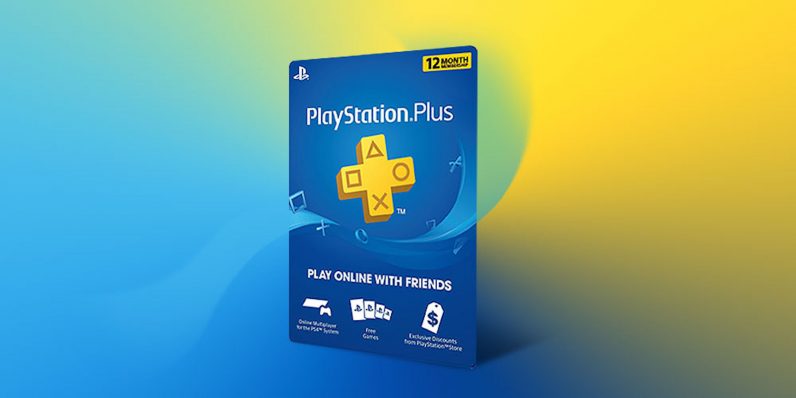 12 MONTH
MEMBERSHIP
PlayStation.Plus
TM
PLAY ONLINE WITH FRIENDS
Online Multiplayer
for the PS4™ System
Free
Games
Exclusive Discounts
from PlayStation™Store